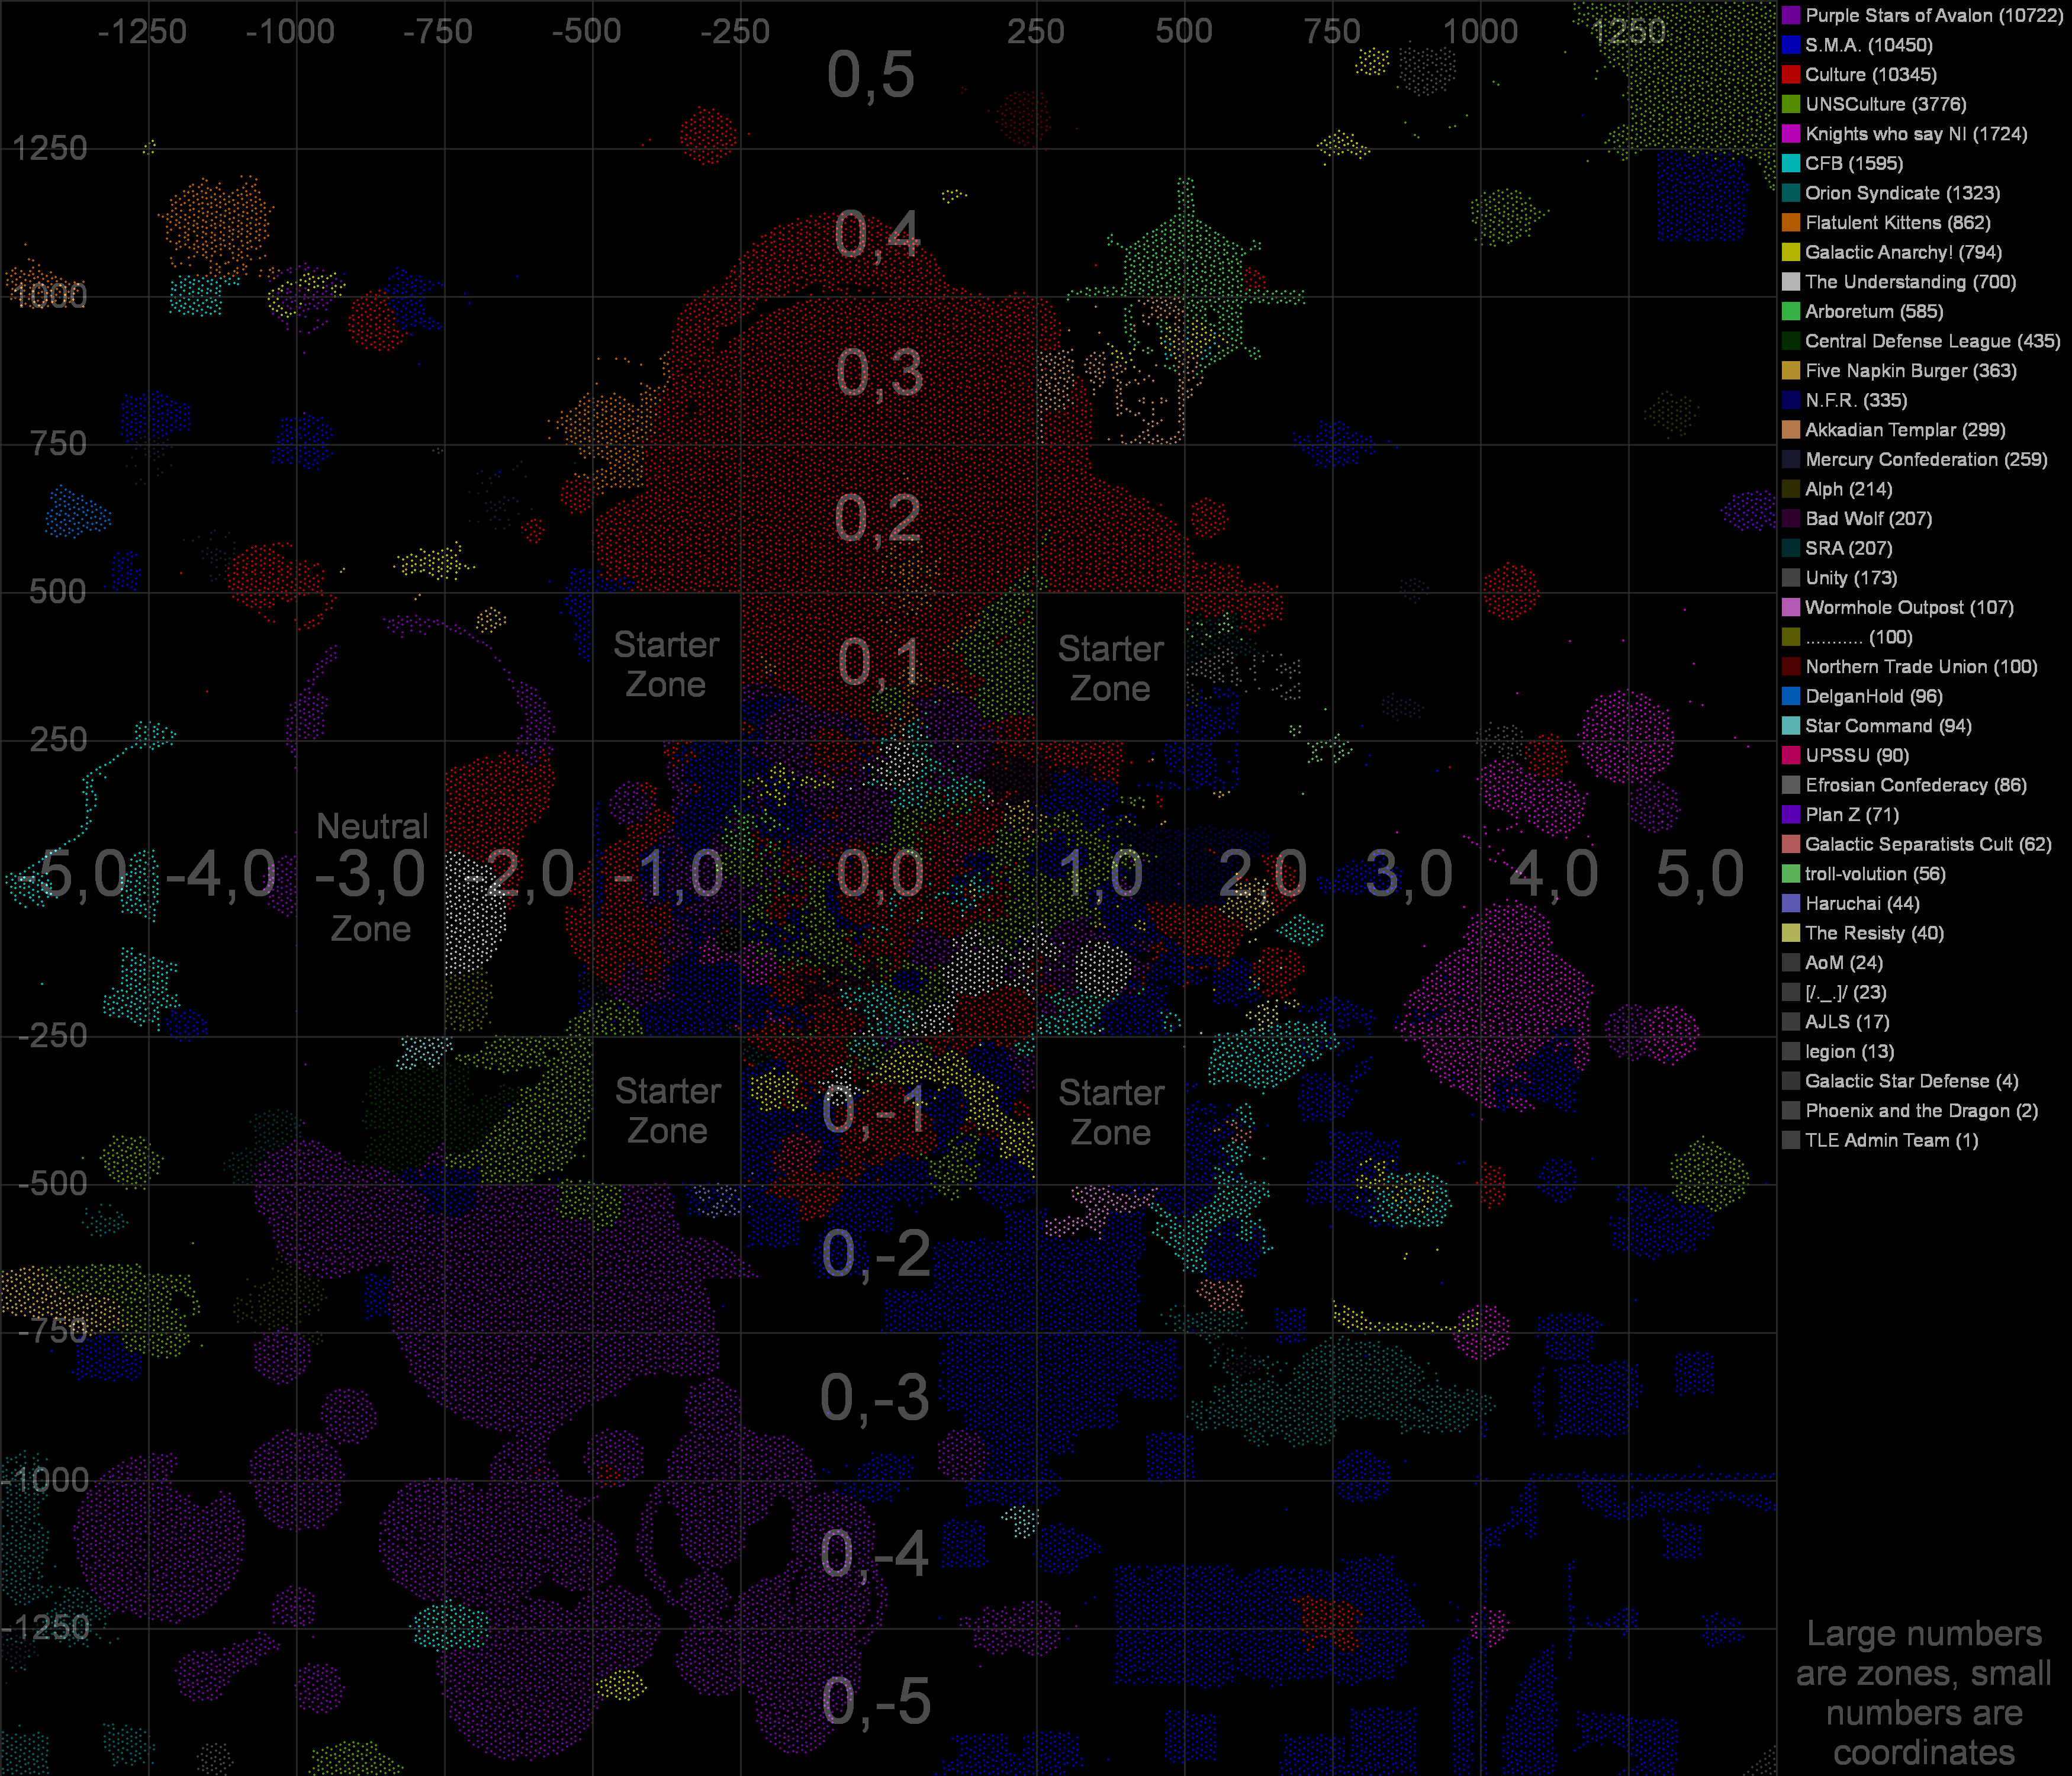 -1250 -1000 -750 -500 -250 250 500 750 1000 1250
0,5
1250
0,4
1000
0,3
750
0,2
500
Starter
Zone
Starter
Zone
0,1
250
Neutral
Zone
-5,0 -4,0 -3,0 -2,0 -1,0 0,0 1,0 2,0 3,0 4,0 5,0
-250
Starter
Zone
Starter
Zone
0,-1
-500
0,-2
-750
0,-3
-1000
0,-4
-1250
0,-5
Purple Stars of Avalon (10722)
S.M.A. (10450)
Culture (10345)
UNSCulture (3776)
Knights who say NI (1724)
CFB (1595)
Orion Syndicate (1323)
Flatulent Kittens (862)
Galactic Anarchy! (794)
The Understanding (700)
Arboretum (585)
Central Defense League (435)
Five Napkin Burger (363)
N.F.R. (335)
Akkadian Templar (299)
Mercury Confederation (259)
Alph (214)
Bad Wolf (207)
SRA (207)
Unity (173)
Wormhole Outpost (107)
.......... (100)
Northern Trade Union (100)
DelganHold (96)
Star Command (94)
UPSSU (90)
Efrosian Confederacy (86)
Plan Z (71)
Galactic Separatists Cult (62)
troll-volution (56)
Haruchai (44)
The Resisty (40)
AoM (24)
[/._.]/ (23)
AJLS (17)
legion (13)
Galactic Star Defense (4)
Phoenix and the Dragon (2)
TLE Admin Team (1)
Large numbers
are zones, small
numbers are
coordinates